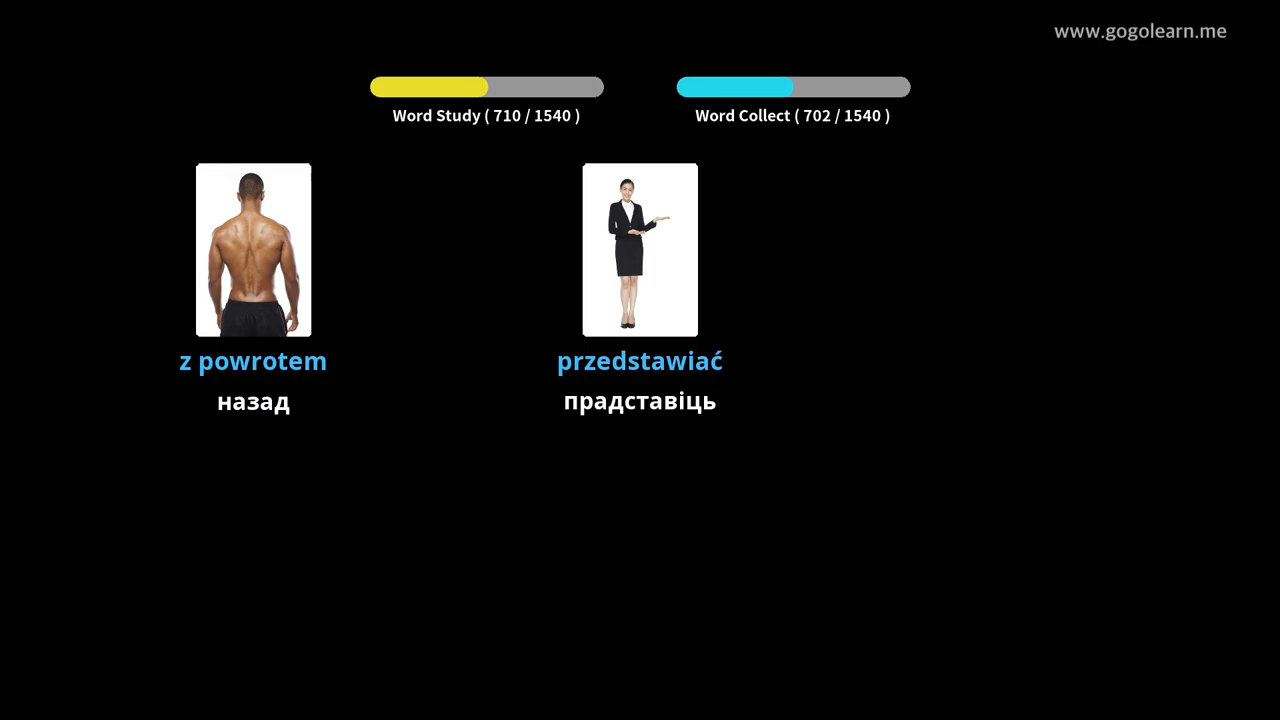 www.gogolearn.me
Word Study ( 710 / 1540 )
Word Collect ( 702 / 1540 )
z powrotem
назад
przedstawiać
прадставіць